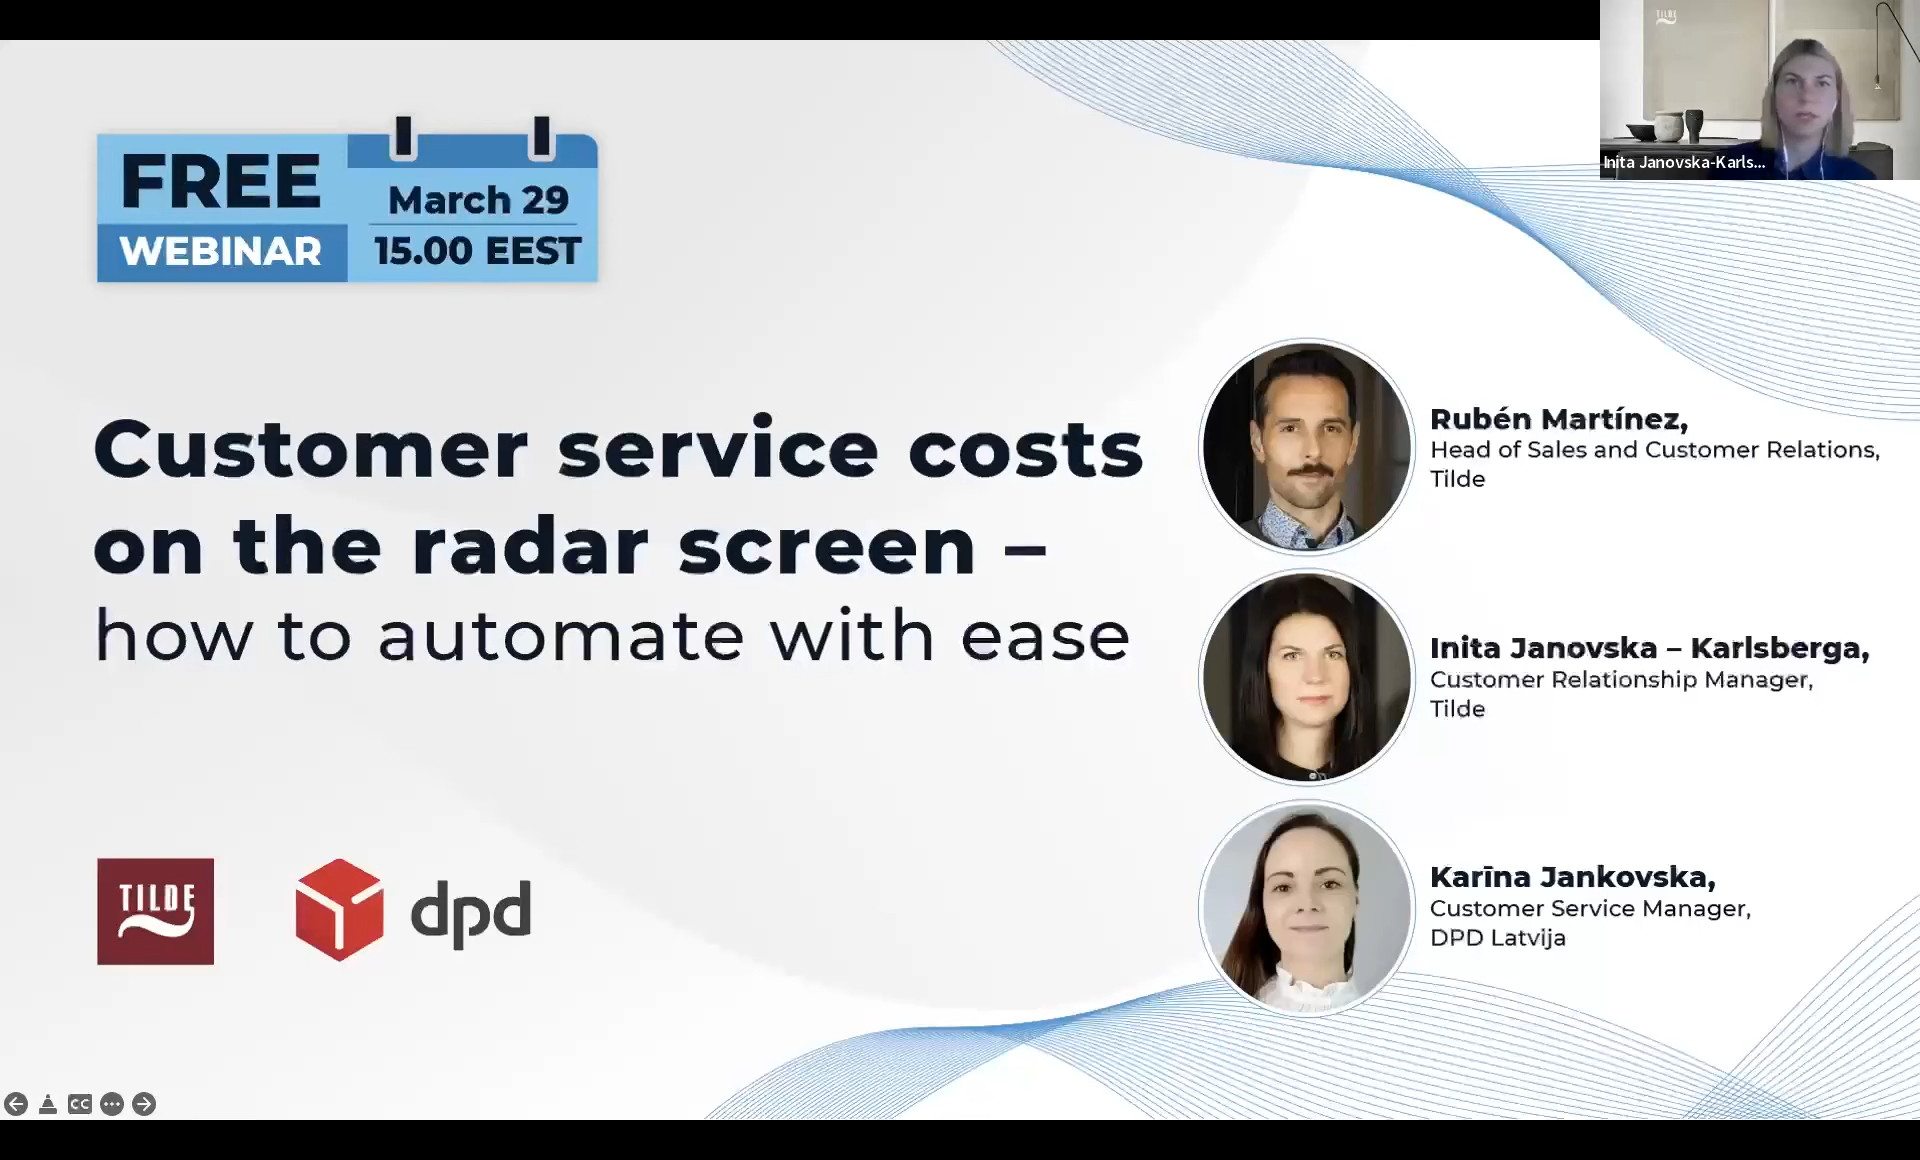 TILDE
Inita Janovska-Karls...
FREE
WEBINAR
March 29
15.00 EEST
Customer service costs
on the radar screen –
how to automate with ease
Rubén Martínez,
Head of Sales and Customer Relations,
Tilde
Inita Janovska – Karlsberga,
Customer Relationship Manager,
Tilde
Karīna Jankovska,
Customer Service Manager,
DPD Latvija
TILDE
dpd
CC